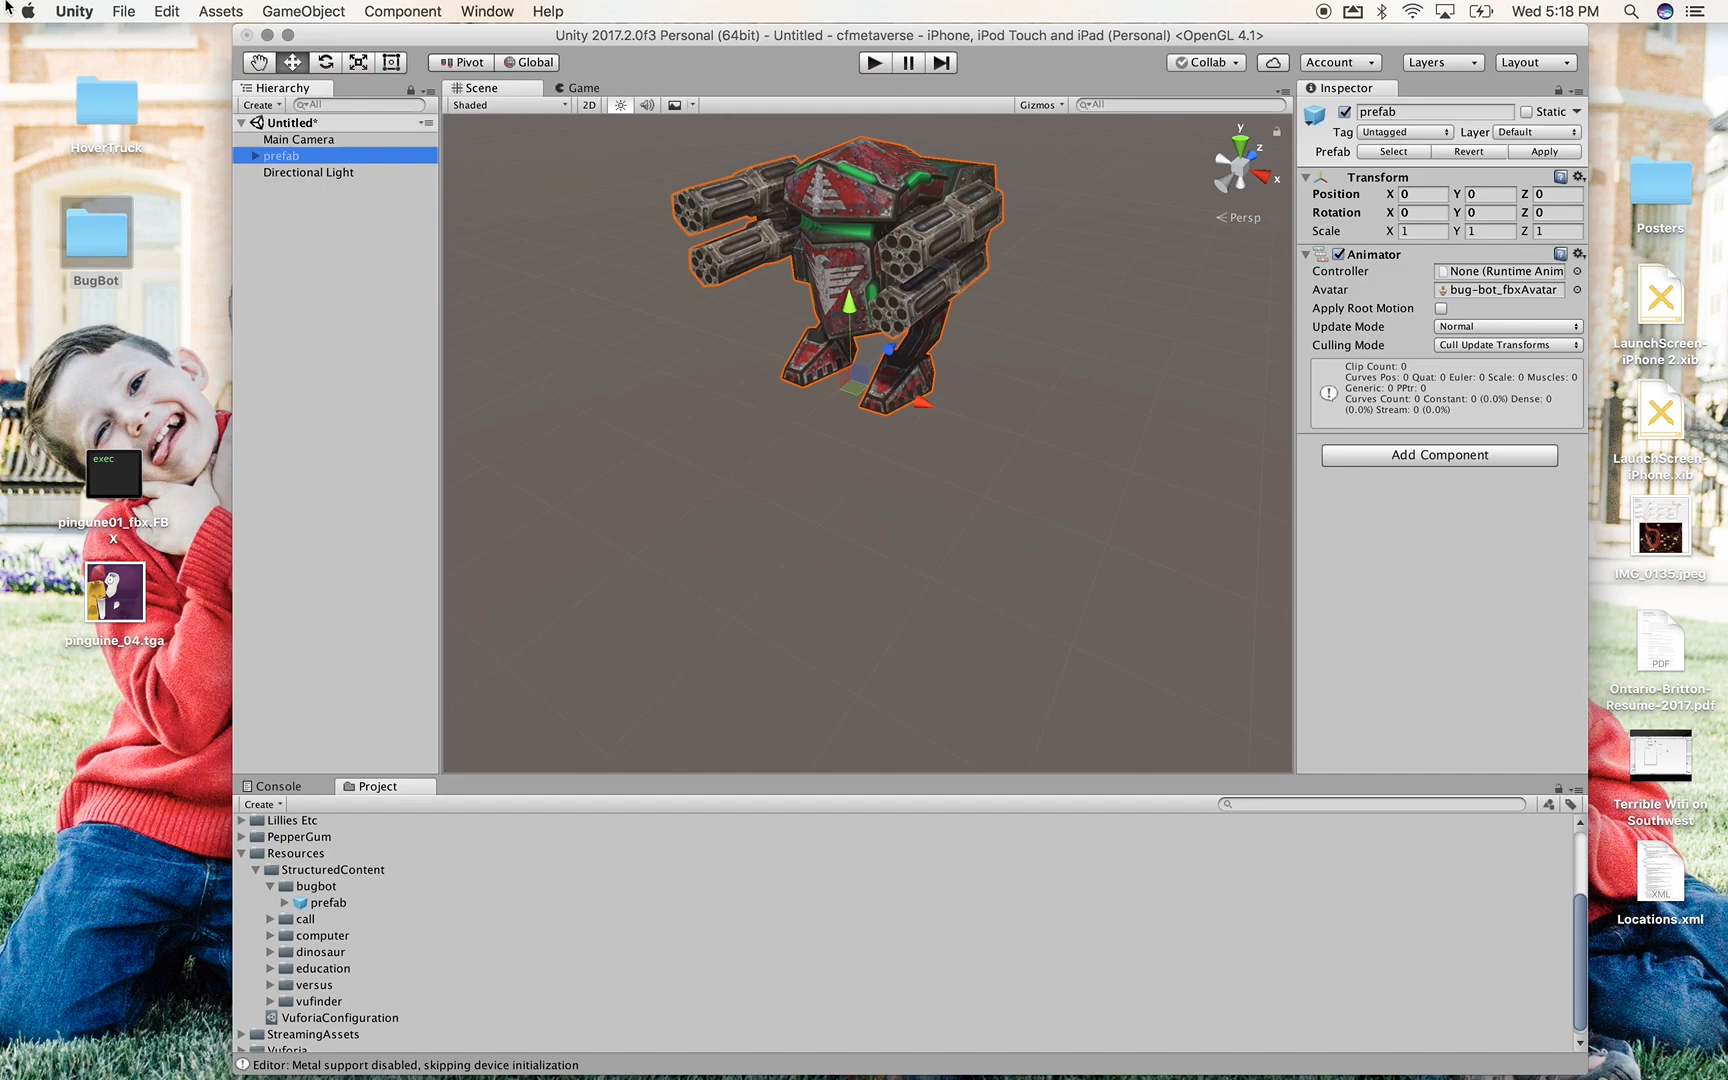 Unity File Edit Assets GameObject Component Window Help Wed 5:18 PM
Unity 2017.2.0f3 Personal (64bit) - Untitled - cfmetaverse - iPhone, iPod Touch and iPad (Personal) <OpenGL 4.1>
Pivot Global Collab Account Layers Layout
Hierarchy
Create All
Untitled*
Main Camera
prefab
Directional Light
Scene Game
Shaded 2D Gizmos All
y
z
x
Persp
Inspector
prefab Static
Tag Untagged Layer Default
Prefab Select Revert Apply
Transform
Position X 0 Y 0 Z 0
Rotation X 0 Y 0 Z 0
Scale X 1 Y 1 Z 1
Animator
Controller None (Runtime Anim
Avatar bug-bot_fbxAvatar
Apply Root Motion
Update Mode Normal
Culling Mode Cull Update Transforms
Clip Count: 0
Curves Pos: 0 Quat: 0 Euler: 0 Scale: 0 Muscles: 0
Generic: 0 PPtr: 0
Curves Count: 0 Constant: 0 (0.0%) Dense: 0
(0.0%) Stream: 0 (0.0%)
Add Component
Console Project
Create
Lillies Etc
PepperGum
Resources
StructuredContent
bugbot
prefab
call
computer
dinosaur
education
versus
vufinder
VuforiaConfiguration
StreamingAssets
Vuforia
Editor: Metal support disabled, skipping device initialization
HoverTruck
BugBot
exec
pingune01_fbx.FB
X
pinguine_04.tga
Posters
LaunchScreen-
iPhone 2.xib
LaunchScreen-
iPhone.xib
IMG_0135.jpeg
PDF
Ontario-Britton-
Resume-2017.pdf
Terrible Wifi on
Southwest
XML
Locations.xml